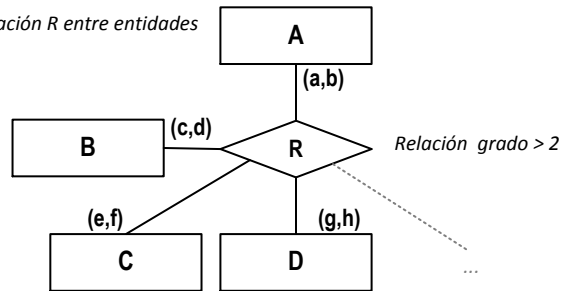 ación R entre entidades
A
(a,b)
(c,d)
B
R
Relación grado > 2
(e,f)
(g,h)
C
D
...